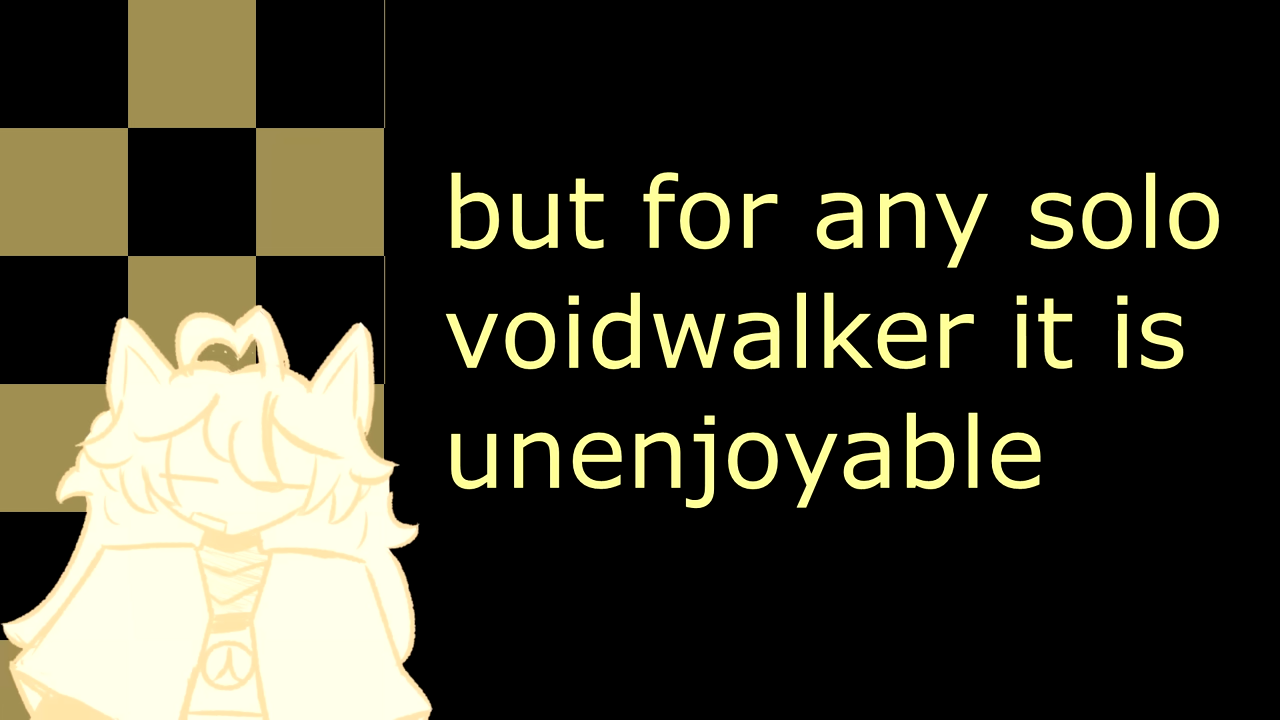 but for any solo
voidwalker it is
unenjoyable